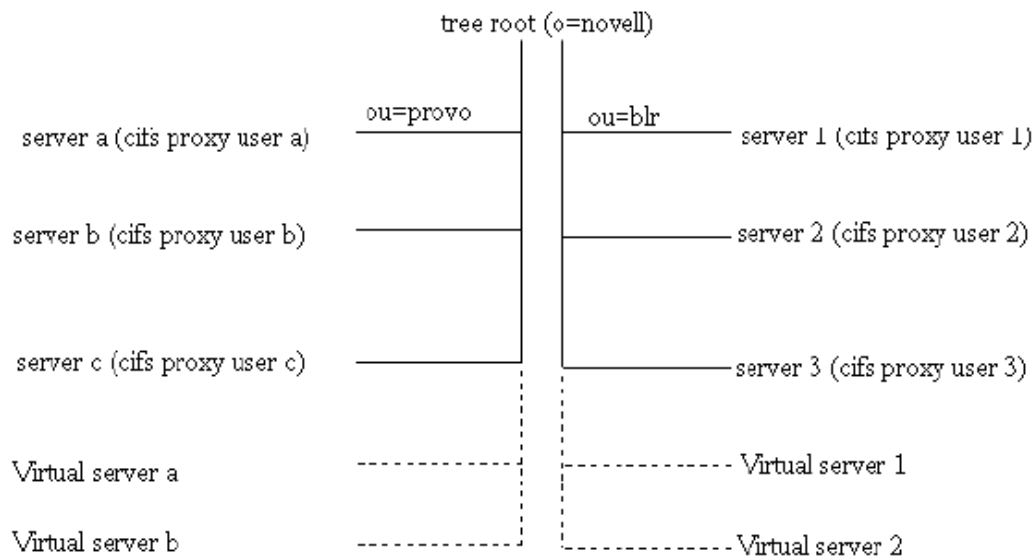 tree root (o=novell)
ou=provo
ou=blr
server a (cifs proxy user a)
server 1 (cifs proxy user 1)
server b (cifs proxy user b)
server 2 (cifs proxy user 2)
server c (cifs proxy user c)
server 3 (cifs proxy user 3)
Virtual server a
Virtual server 1
Virtual server b
Virtual server 2